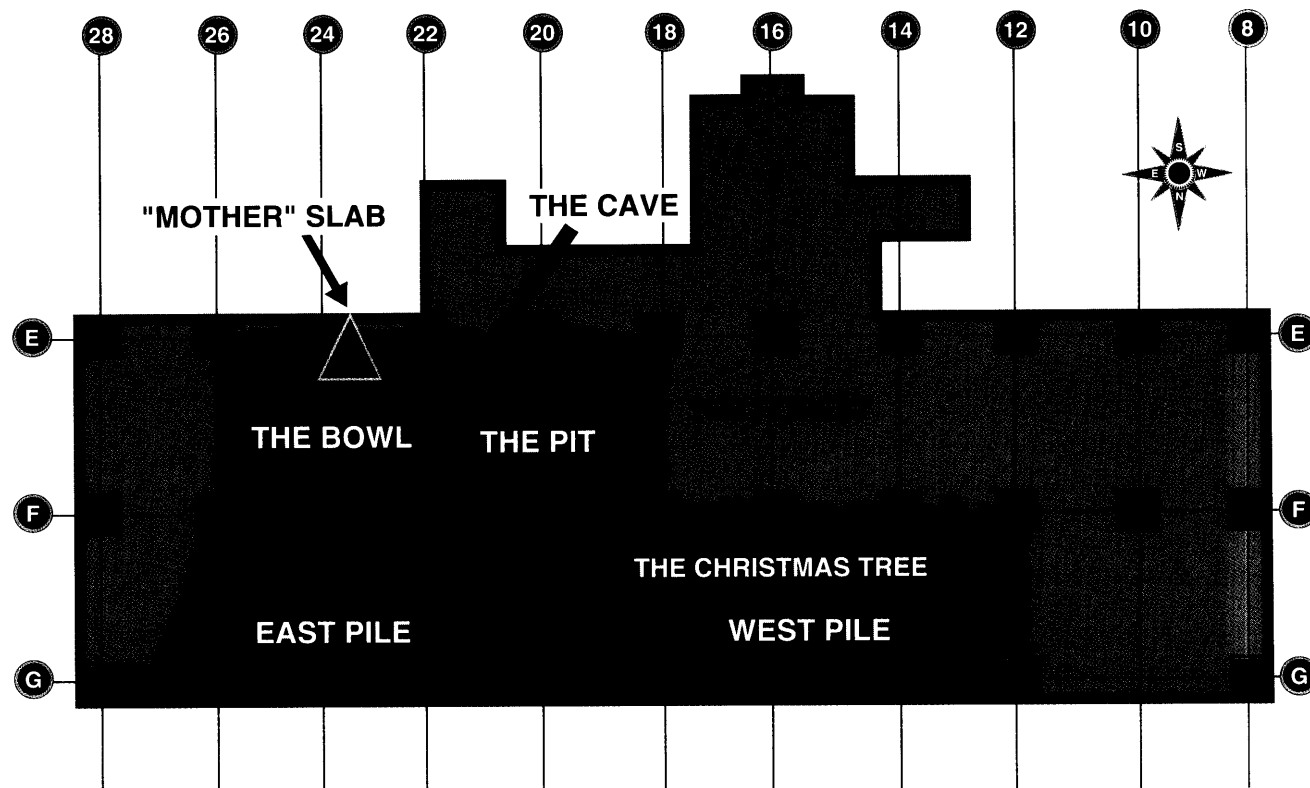 28 26 24 22 20 18 16 14 12 10 8
S
E W
N
"MOTHER" SLAB
THE CAVE
E E
THE BOWL
THE PIT
F F
THE CHRISTMAS TREE
EAST PILE
WEST PILE
G G